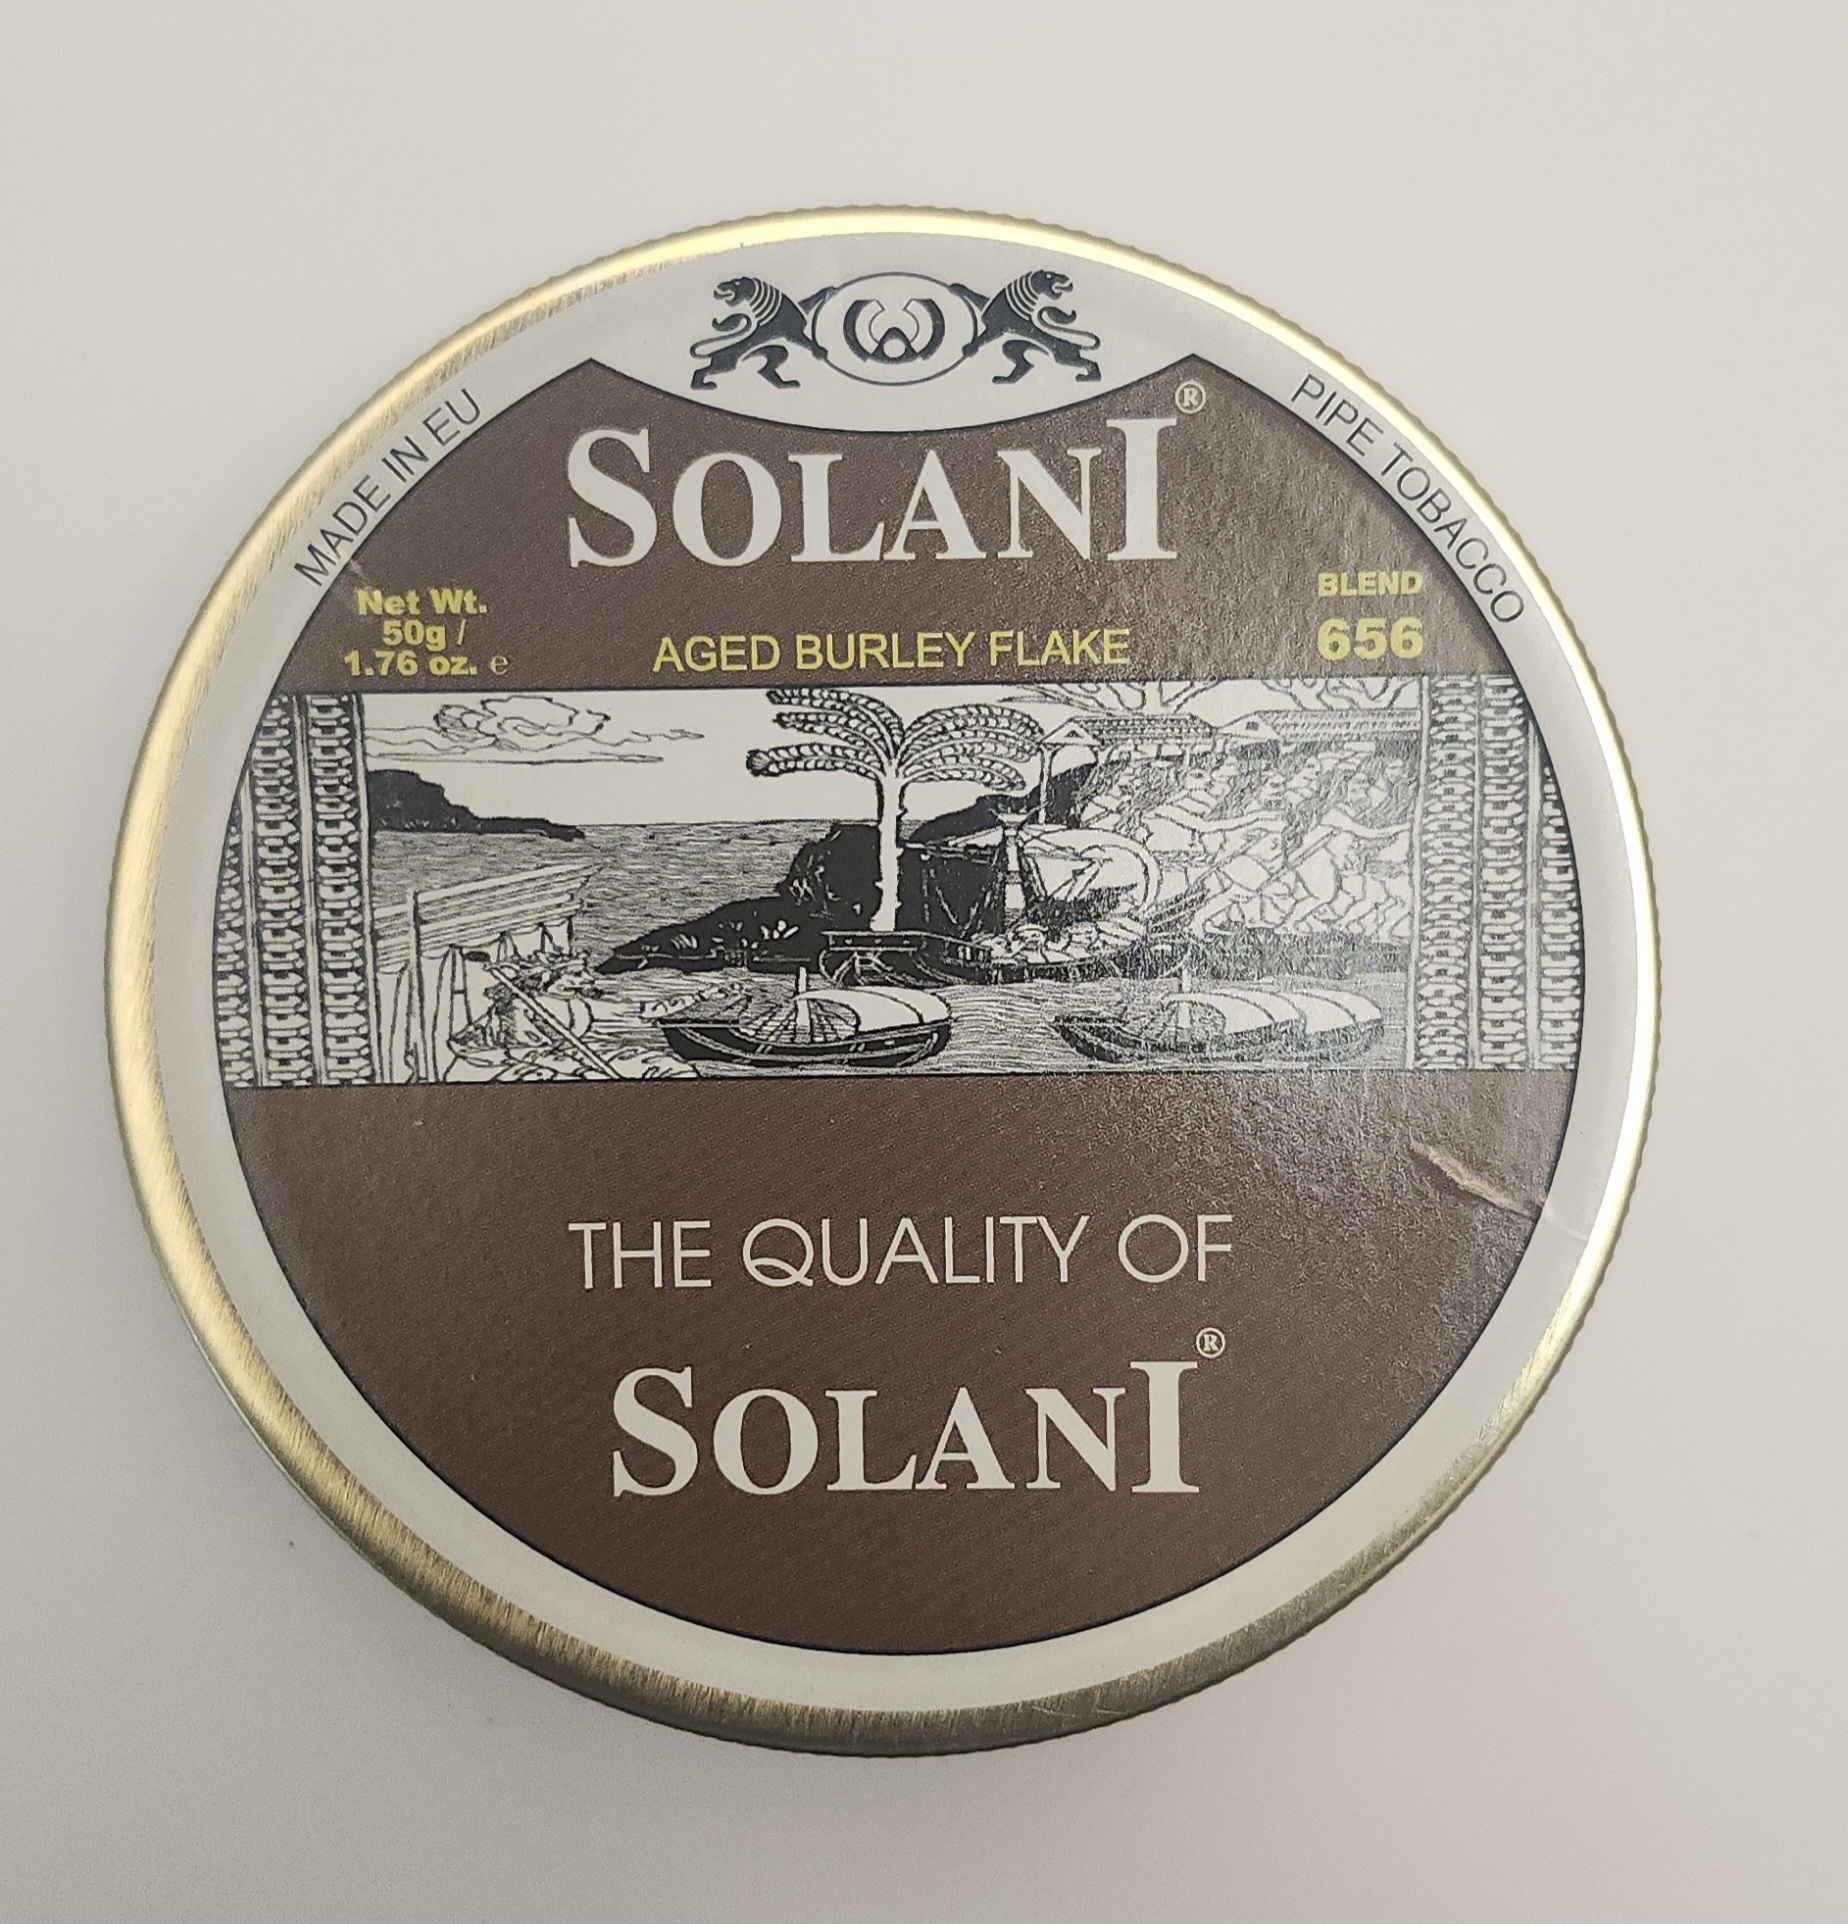 MADE IN EU
PIPE TOBACCO
SOLANI®
Net Wt.
50g /
1.76 oz. e
AGED BURLEY FLAKE
BLEND
656
THE QUALITY OF
SOLANI®